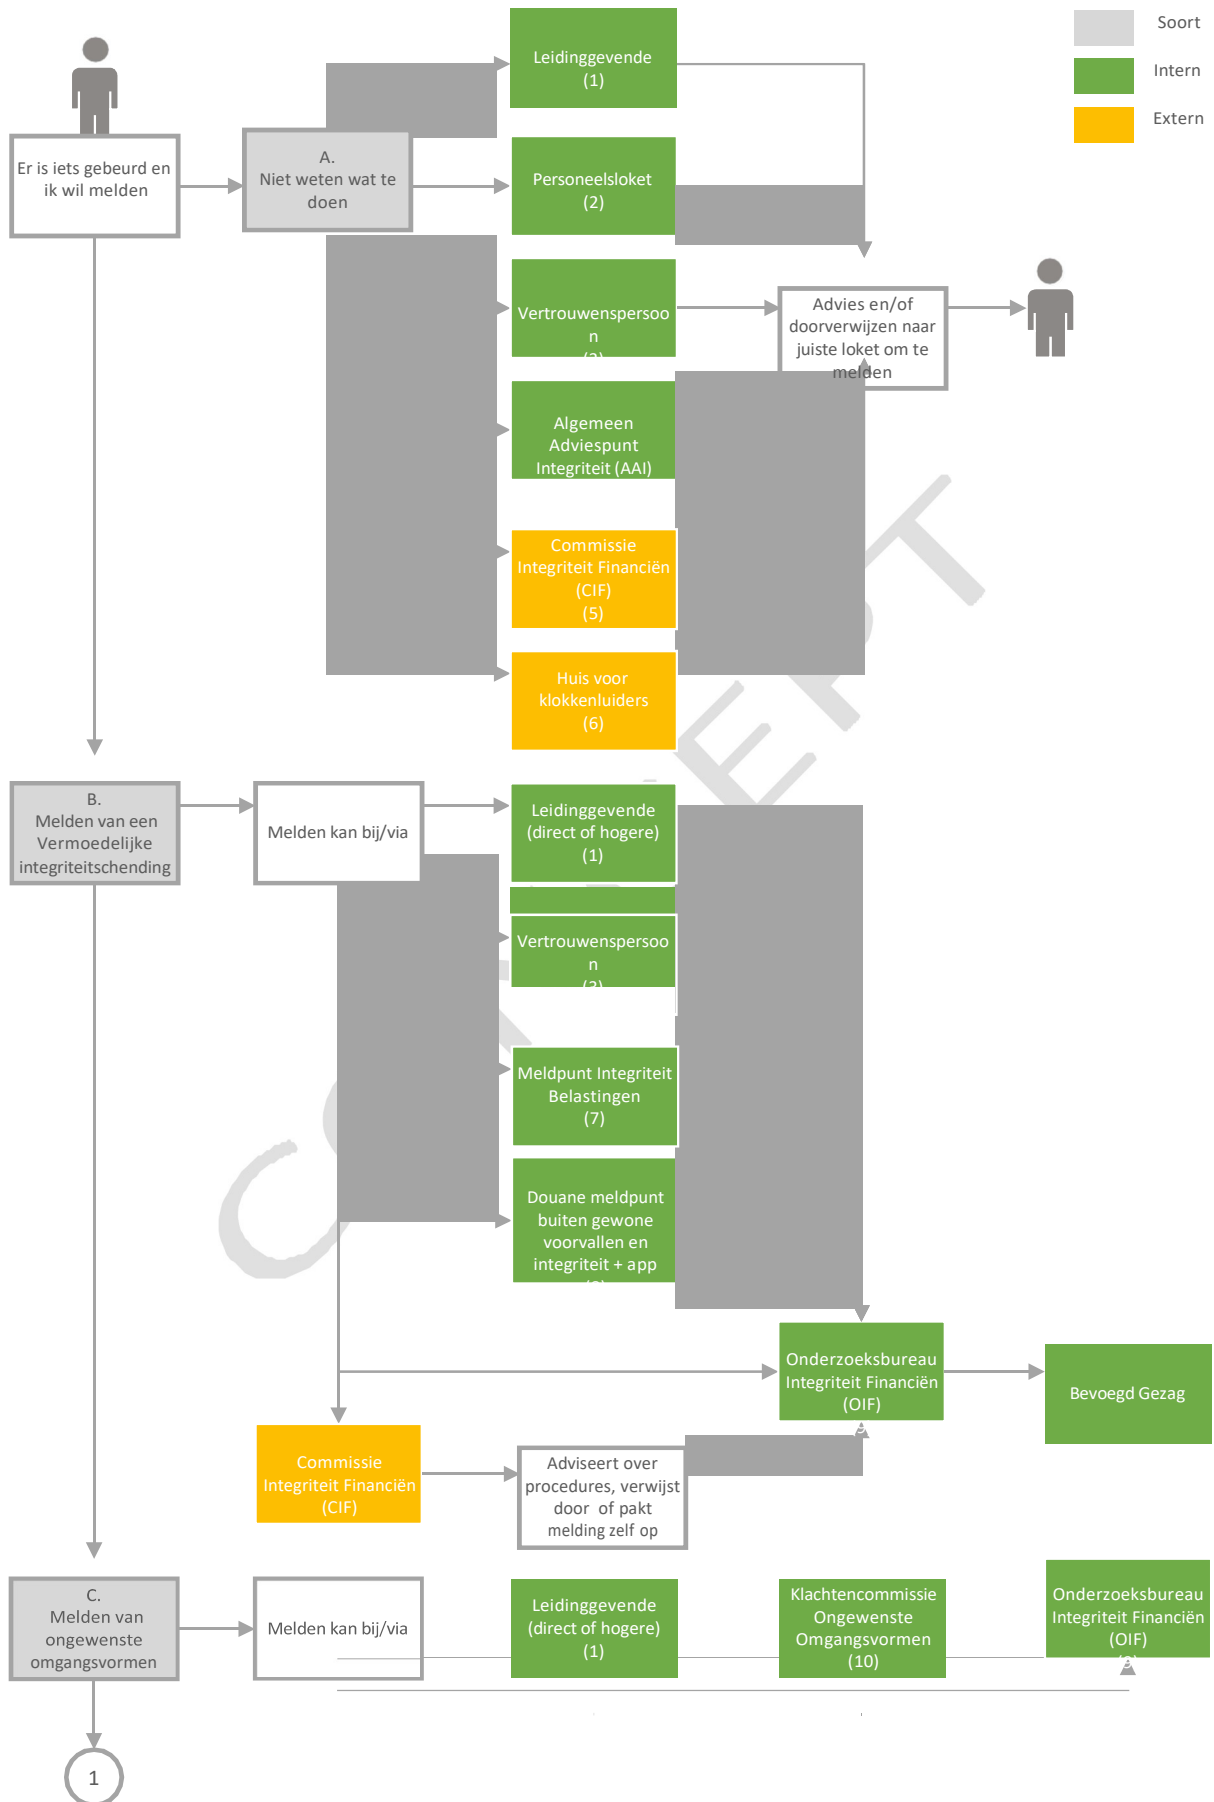 Soort
Intern
Extern
Er is iets gebeurd en
ik wil melden
A.
Niet weten wat te
doen
Leidinggevende
(1)
Personeelsloket
(2)
Vertrouwenspersoo
n
Algemeen
Adviespunt
Integriteit (AAI)
Commissie
Integriteit Financiën
(CIF)
(5)
Huis voor
klokkenluiders
(6)
Advies en/of
doorverwijzen naar
juiste loket om te
melden
B.
Melden van een
Vermoedelijke
integriteitschending
Melden kan bij/via
Leidinggevende
(direct of hogere)
(1)
Vertrouwenspersoo
n
(3)
Meldpunt Integriteit
Belastingen
(7)
Douane meldpunt
buiten gewone
voorvallen en
integriteit + app
Onderzoeksbureau
Integriteit Financiën
(OIF)
Bevoegd Gezag
Commissie
Integriteit Financiën
(CIF)
Adviseert over
procedures, verwijst
door of pakt
melding zelf op
C.
Melden van
ongewenste
omgangsvormen
Melden kan bij/via
Leidinggevende
(direct of hogere)
(1)
Klachtencommissie
Ongewenste
Omgangsvormen
(10)
Onderzoeksbureau
Integriteit Financiën
(OIF)
1